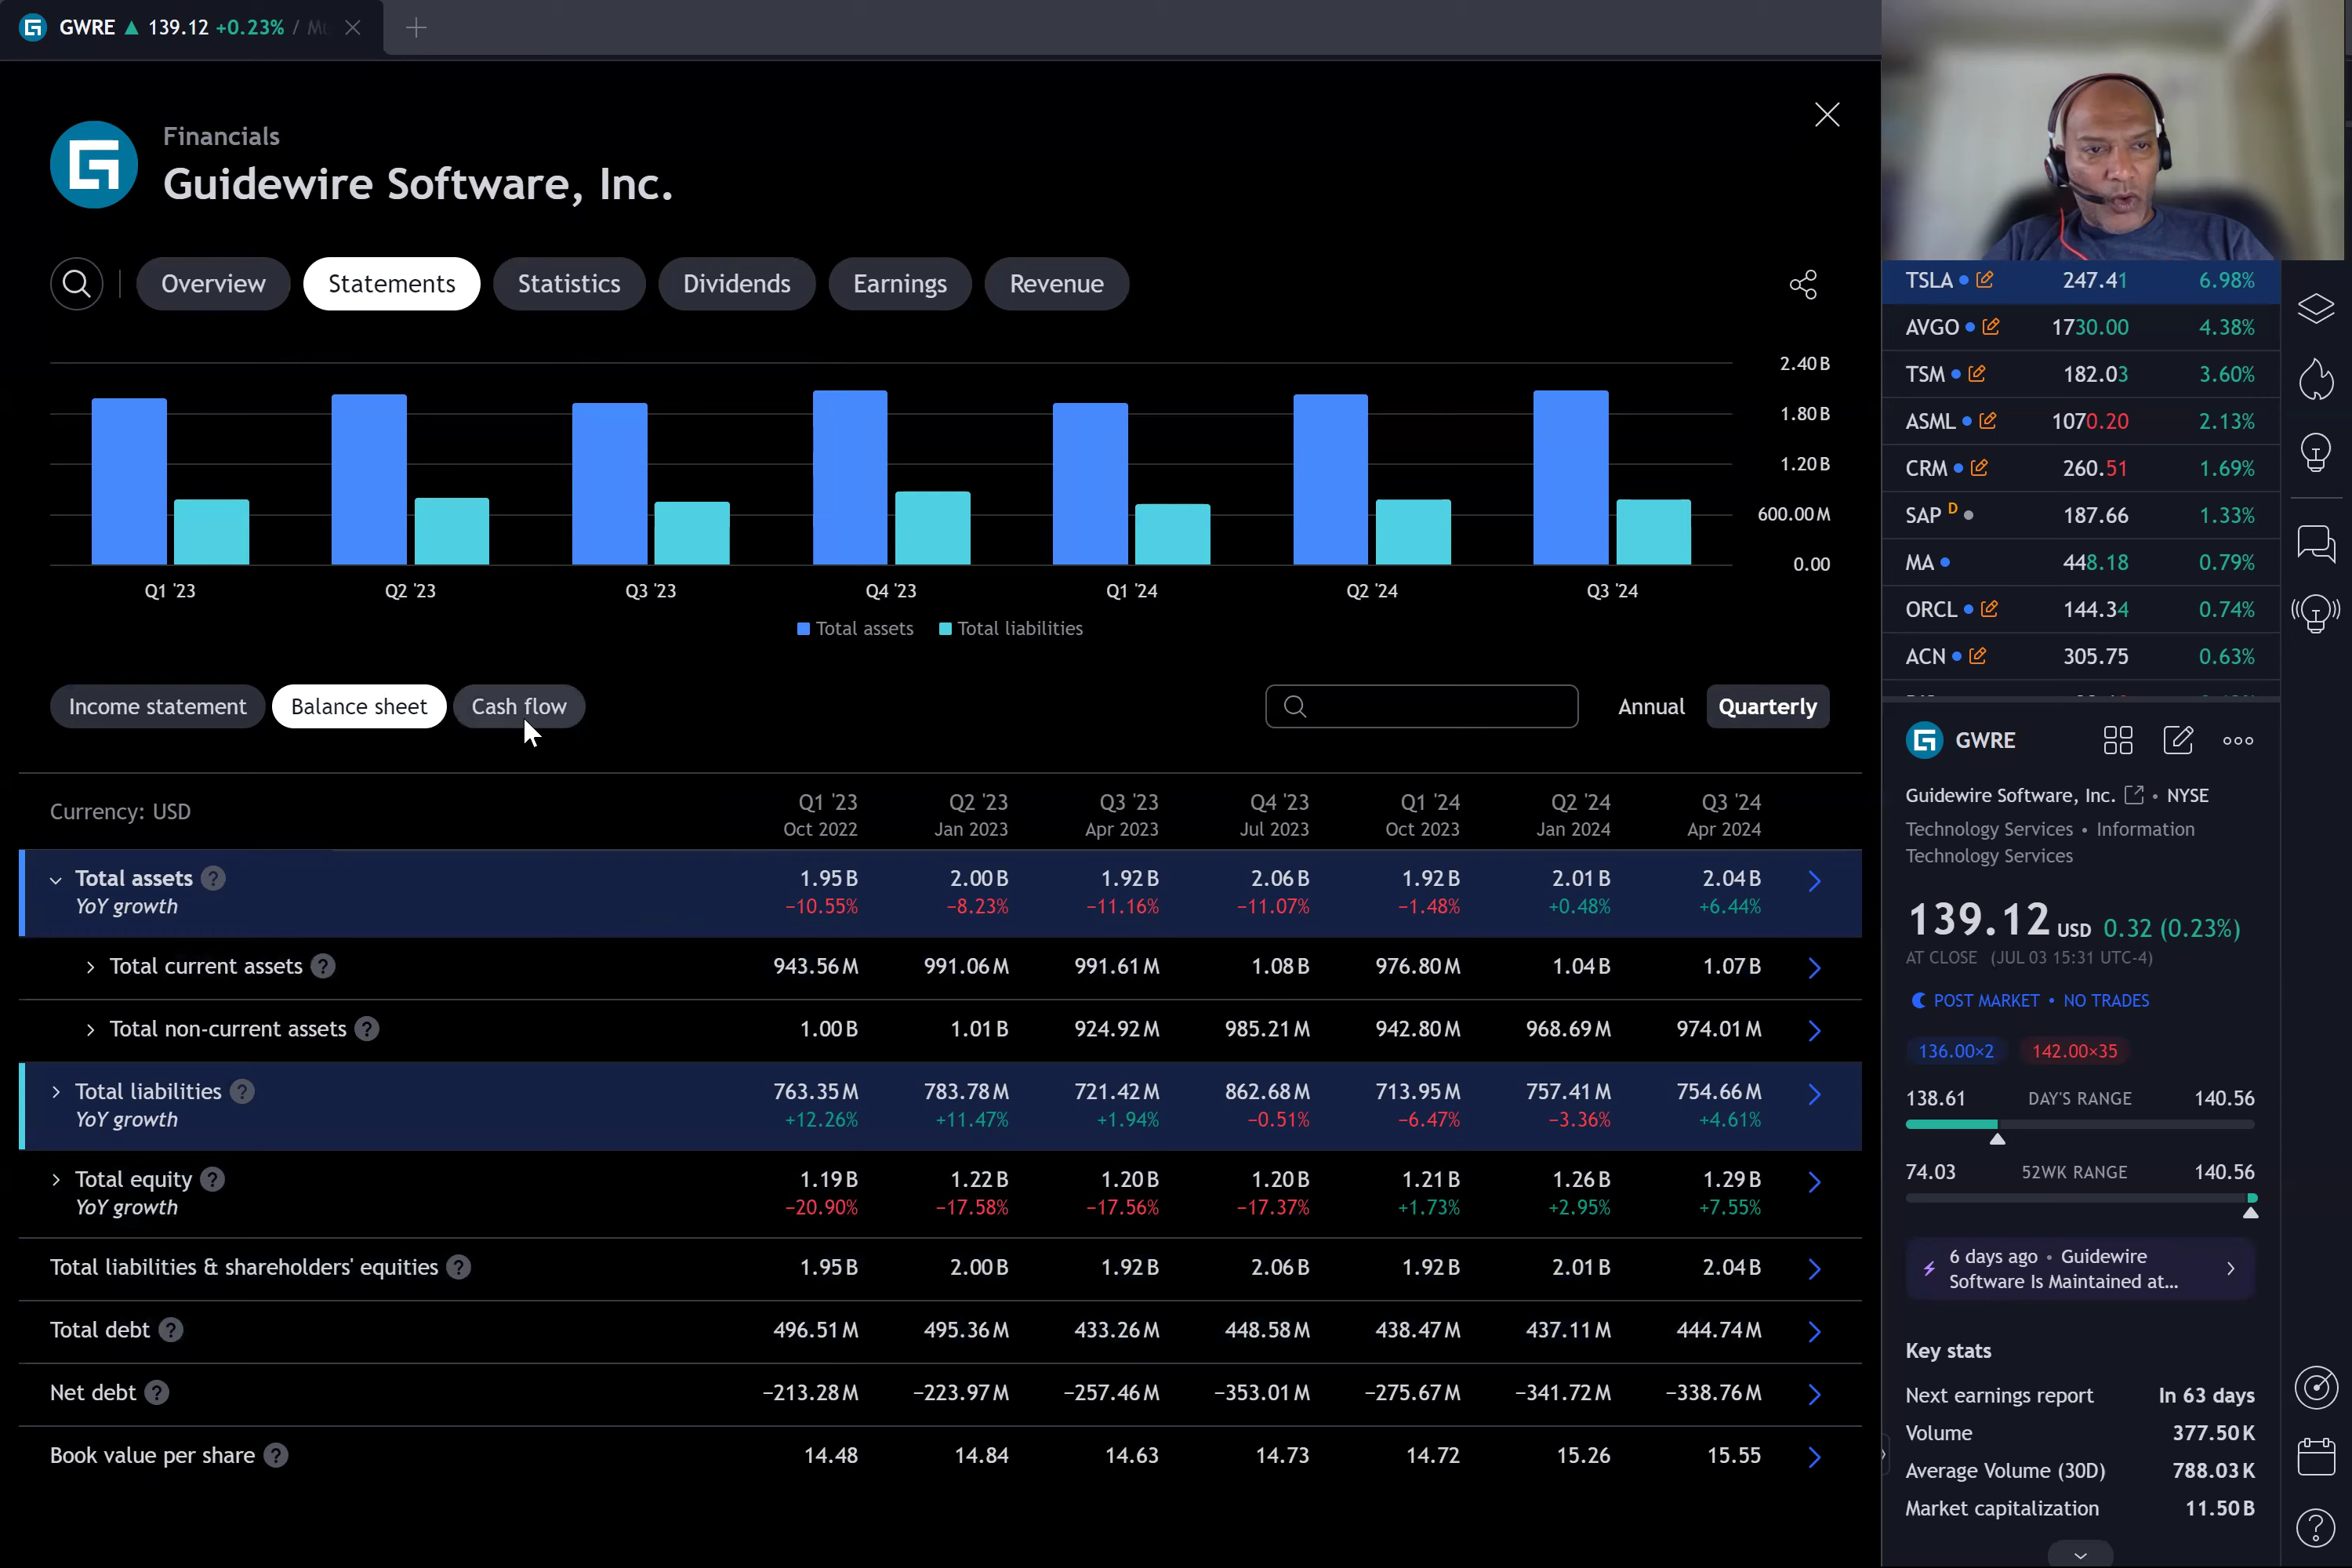 GWRE ▲ 139.12 +0.23% /
Financials
Guidewire Software, Inc.
Overview Statements Statistics Dividends Earnings Revenue
2.40 B
1.80 B
1.20 B
600.00 M
0.00
Q1 '23 Q2 '23 Q3 '23 Q4 '23 Q1 '24 Q2 '24 Q3 '24
Total assets Total liabilities
Income statement Balance sheet Cash flow Annual Quarterly
Currency: USD
Q1 '23 Q2 '23 Q3 '23 Q4 '23 Q1 '24 Q2 '24 Q3 '24
Oct 2022 Jan 2023 Apr 2023 Jul 2023 Oct 2023 Jan 2024 Apr 2024
Total assets ? 1.95 B 2.00 B 1.92 B 2.06 B 1.92 B 2.01 B 2.04 B
YoY growth −10.55% −8.23% −11.16% −11.07% −1.48% +0.48% +6.44%
Total current assets ? 943.56 M 991.06 M 991.61 M 1.08 B 976.80 M 1.04 B 1.07 B
Total non-current assets ? 1.00 B 1.01 B 924.92 M 985.21 M 942.80 M 968.69 M 974.01 M
Total liabilities ? 763.35 M 783.78 M 721.42 M 862.68 M 713.95 M 757.41 M 754.66 M
YoY growth +12.26% +11.47% +1.94% −0.51% −6.47% −3.36% +4.61%
Total equity ? 1.19 B 1.22 B 1.20 B 1.20 B 1.21 B 1.26 B 1.29 B
YoY growth −20.90% −17.58% −17.56% −17.37% +1.73% +2.95% +7.55%
Total liabilities & shareholders' equities ? 1.95 B 2.00 B 1.92 B 2.06 B 1.92 B 2.01 B 2.04 B
Total debt ? 496.51 M 495.36 M 433.26 M 448.58 M 438.47 M 437.11 M 444.74 M
Net debt ? −213.28 M −223.97 M −257.46 M −353.01 M −275.67 M −341.72 M −338.76 M
Book value per share ? 14.48 14.84 14.63 14.73 14.72 15.26 15.55
TSLA 247.41 6.98%
AVGO 1730.00 4.38%
TSM 182.03 3.60%
ASML 1070.20 2.13%
CRM 260.51 1.69%
SAP D 187.66 1.33%
MA 448.18 0.79%
ORCL 144.34 0.74%
ACN 305.75 0.63%
GWRE
Guidewire Software, Inc. • NYSE
Technology Services • Information
Technology Services
139.12 USD 0.32 (0.23%)
AT CLOSE (JUL 03 15:31 UTC-4)
POST MARKET • NO TRADES
136.00×2 142.00×35
138.61 DAY'S RANGE 140.56
74.03 52WK RANGE 140.56
6 days ago • Guidewire
Software Is Maintained at...
Key stats
Next earnings report In 63 days
Volume 377.50 K
Average Volume (30D) 788.03 K
Market capitalization 11.50 B